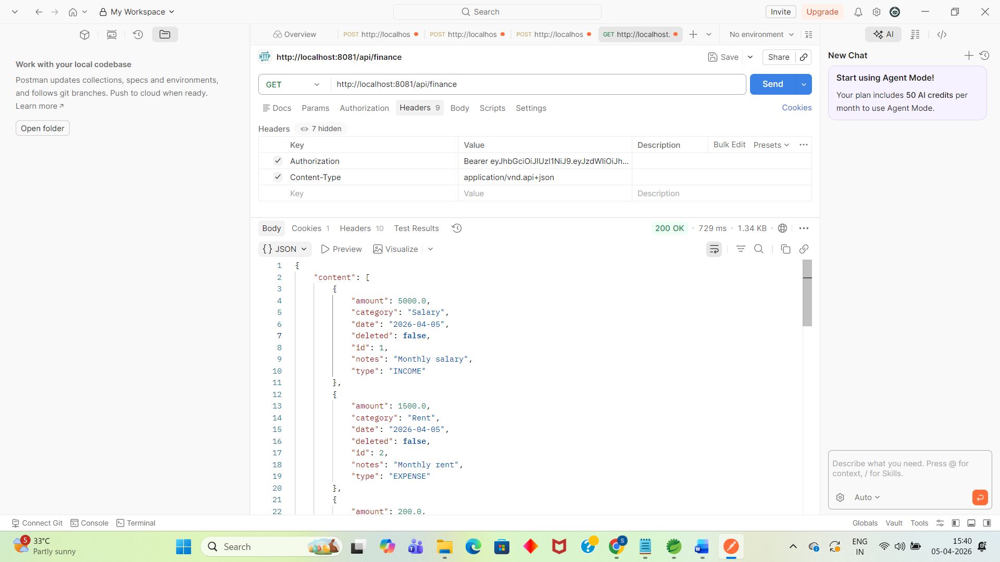 My Workspace
Search
Invite
Upgrade
Overview
POST http://localhos
POST http://localhos
POST http://localhos
GET http://localhost:
No environment
AI
Work with your local codebase
Postman updates collections, specs and environments,
and follows git branches. Push to cloud when ready.
Learn more ↗
Open folder
HTTP http://localhost:8081/api/finance
Save
Share
GET
http://localhost:8081/api/finance
Send
Docs
Params
Authorization
Headers 9
Body
Scripts
Settings
Cookies
Headers
7 hidden
Key Value Description Bulk Edit Presets
Authorization Bearer eyJhbGciOiJIUzI1NiJ9.eyJzdWIiOiJh...
Content-Type application/vnd.api+json
Key Value Description
Body
Cookies 1
Headers 10
Test Results
200 OK • 729 ms • 1.34 KB
{} JSON
Preview
Visualize
1 {
2 "content": [
3 {
4 "amount": 5000.0,
5 "category": "Salary",
6 "date": "2026-04-05",
7 "deleted": false,
8 "id": 1,
9 "notes": "Monthly salary",
10 "type": "INCOME"
11 },
12 {
13 "amount": 1500.0,
14 "category": "Rent",
15 "date": "2026-04-05",
16 "deleted": false,
17 "id": 2,
18 "notes": "Monthly rent",
19 "type": "EXPENSE"
20 },
21 {
22 "amount": 200.0,
New Chat
Start using Agent Mode!
Your plan includes 50 AI credits per
month to use Agent Mode.
Describe what you need. Press @ for
context, / for Skills.
Auto
Connect Git
Console
Terminal
Globals
Vault
Tools
5
33°C
Partly sunny
Search
T
S
W
ENG
IN
15:40
05-04-2026